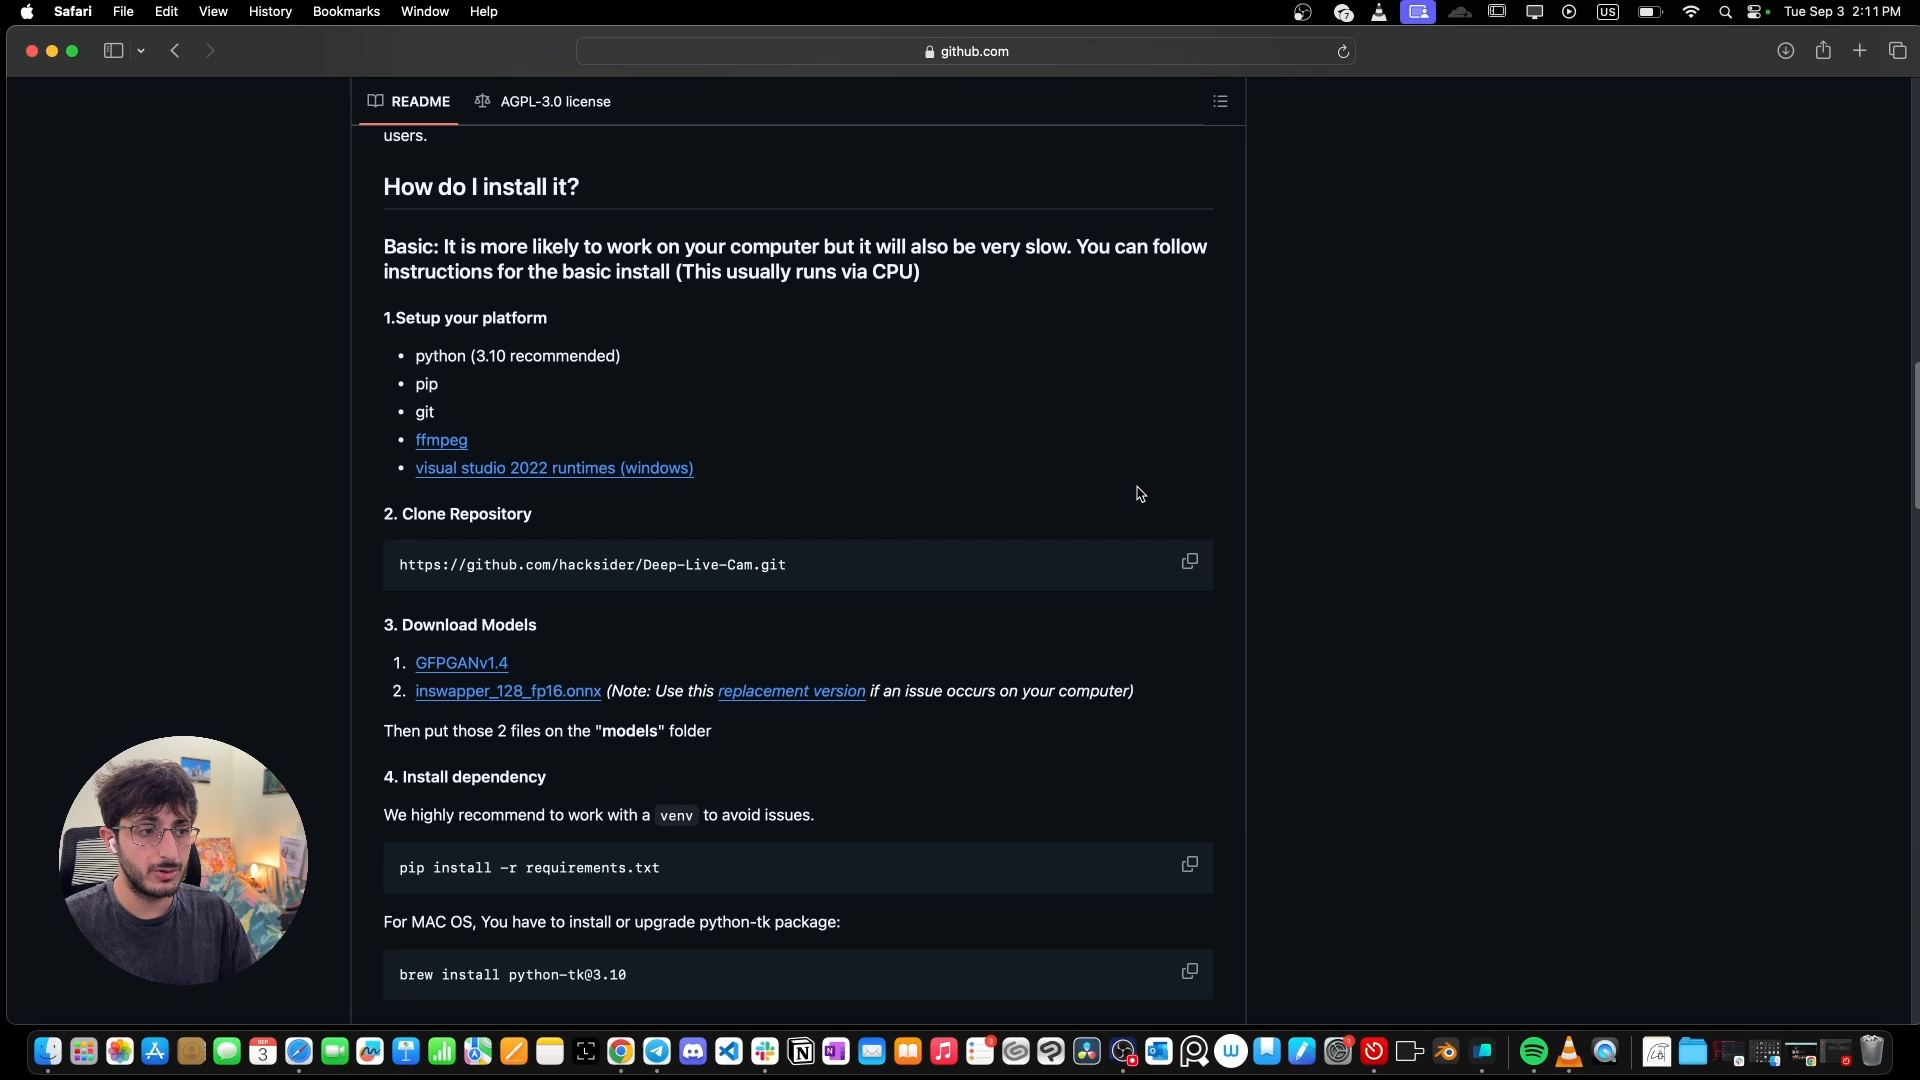 Safari File Edit View History Bookmarks Window Help
7
US
Tue Sep 3 2:11 PM
github.com
README
AGPL-3.0 license
users.
How do I install it?
Basic: It is more likely to work on your computer but it will also be very slow. You can follow
instructions for the basic install (This usually runs via CPU)
1.Setup your platform
• python (3.10 recommended)
• pip
• git
• ffmpeg
• visual studio 2022 runtimes (windows)
2. Clone Repository
https://github.com/hacksider/Deep-Live-Cam.git
3. Download Models
1. GFPGANv1.4
2. inswapper_128_fp16.onnx (Note: Use this replacement version if an issue occurs on your computer)
Then put those 2 files on the "models" folder
4. Install dependency
We highly recommend to work with a venv to avoid issues.
pip install -r requirements.txt
For MAC OS, You have to install or upgrade python-tk package:
brew install python-tk@3.10
SEP
3
3
1